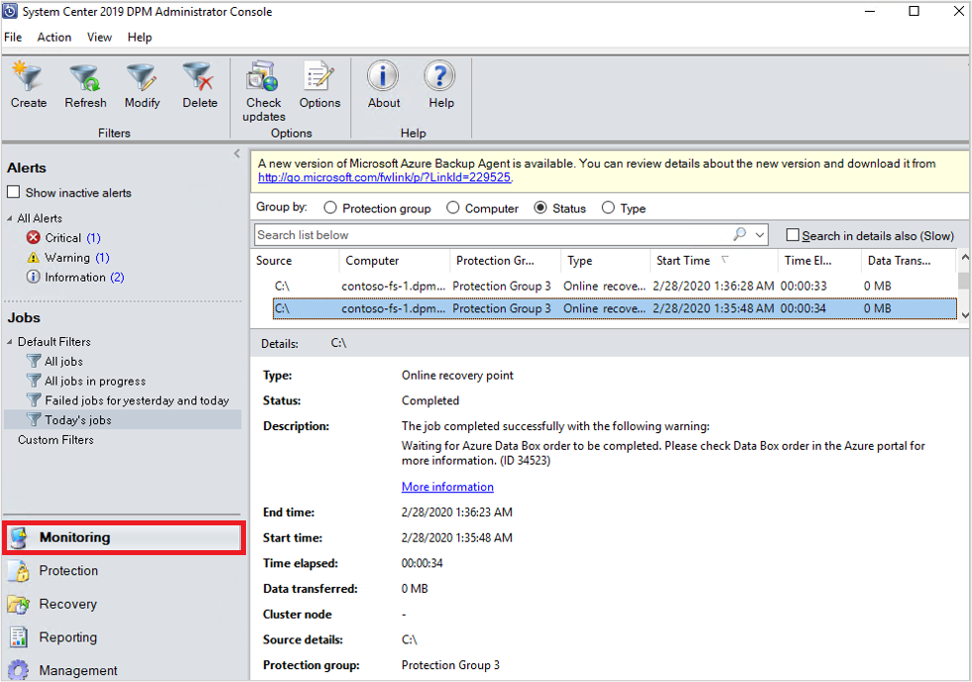 System Center 2019 DPM Administrator Console
File Action View Help
Create Refresh Modify Delete Check updates Options About Help
Filters Options Help
Alerts
Show inactive alerts
All Alerts
Critical (1)
Warning (1)
Information (2)
Jobs
Default Filters
All jobs
All jobs in progress
Failed jobs for yesterday and today
Today's jobs
Custom Filters
Monitoring
Protection
Recovery
Reporting
Management
A new version of Microsoft Azure Backup Agent is available. You can review details about the new version and download it from
http://go.microsoft.com/fwlink/p/?LinkId=229525.
Group by: Protection group Computer Status Type
Search list below Search in details also (Slow)
Source Computer Protection Gr... Type Start Time Time El... Data Trans...
C:\ contoso-fs-1.dpm... Protection Group 3 Online recove... 2/28/2020 1:36:28 AM 00:00:33 0 MB
C:\ contoso-fs-1.dpm... Protection Group 3 Online recove... 2/28/2020 1:35:48 AM 00:00:34 0 MB
Details: C:\
Type: Online recovery point
Status: Completed
Description: The job completed successfully with the following warning:
Waiting for Azure Data Box order to be completed. Please check Data Box order in the Azure portal for
more information. (ID 34523)
More information
End time: 2/28/2020 1:36:23 AM
Start time: 2/28/2020 1:35:48 AM
Time elapsed: 00:00:34
Data transferred: 0 MB
Cluster node -
Source details: C:\
Protection group: Protection Group 3